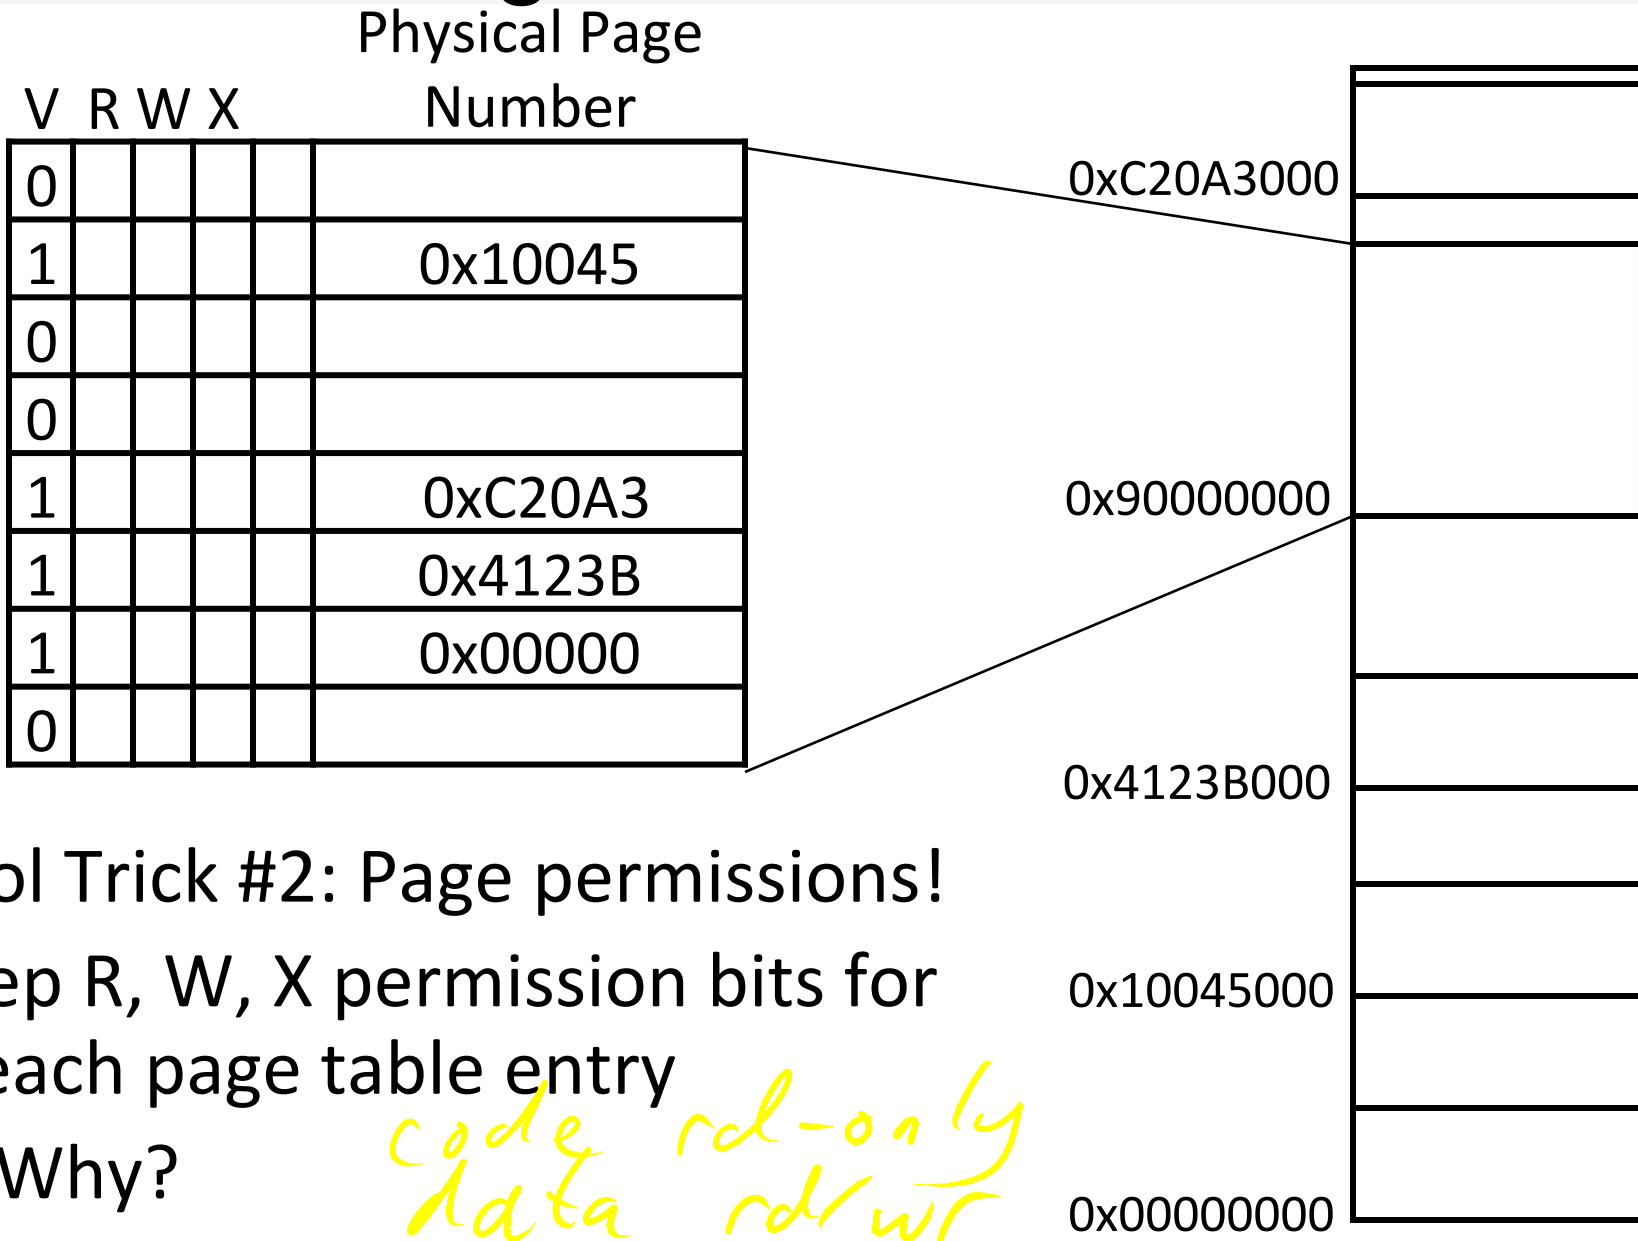 Physical Page
Number
V R W X
0
1 0x10045
0
0
1 0xC20A3
1 0x4123B
1 0x00000
0
0xC20A3000
0x90000000
0x4123B000
0x10045000
0x00000000
ol Trick #2: Page permissions!
ep R, W, X permission bits for
each page table entry
Why?
code rd-only
data rd/wr